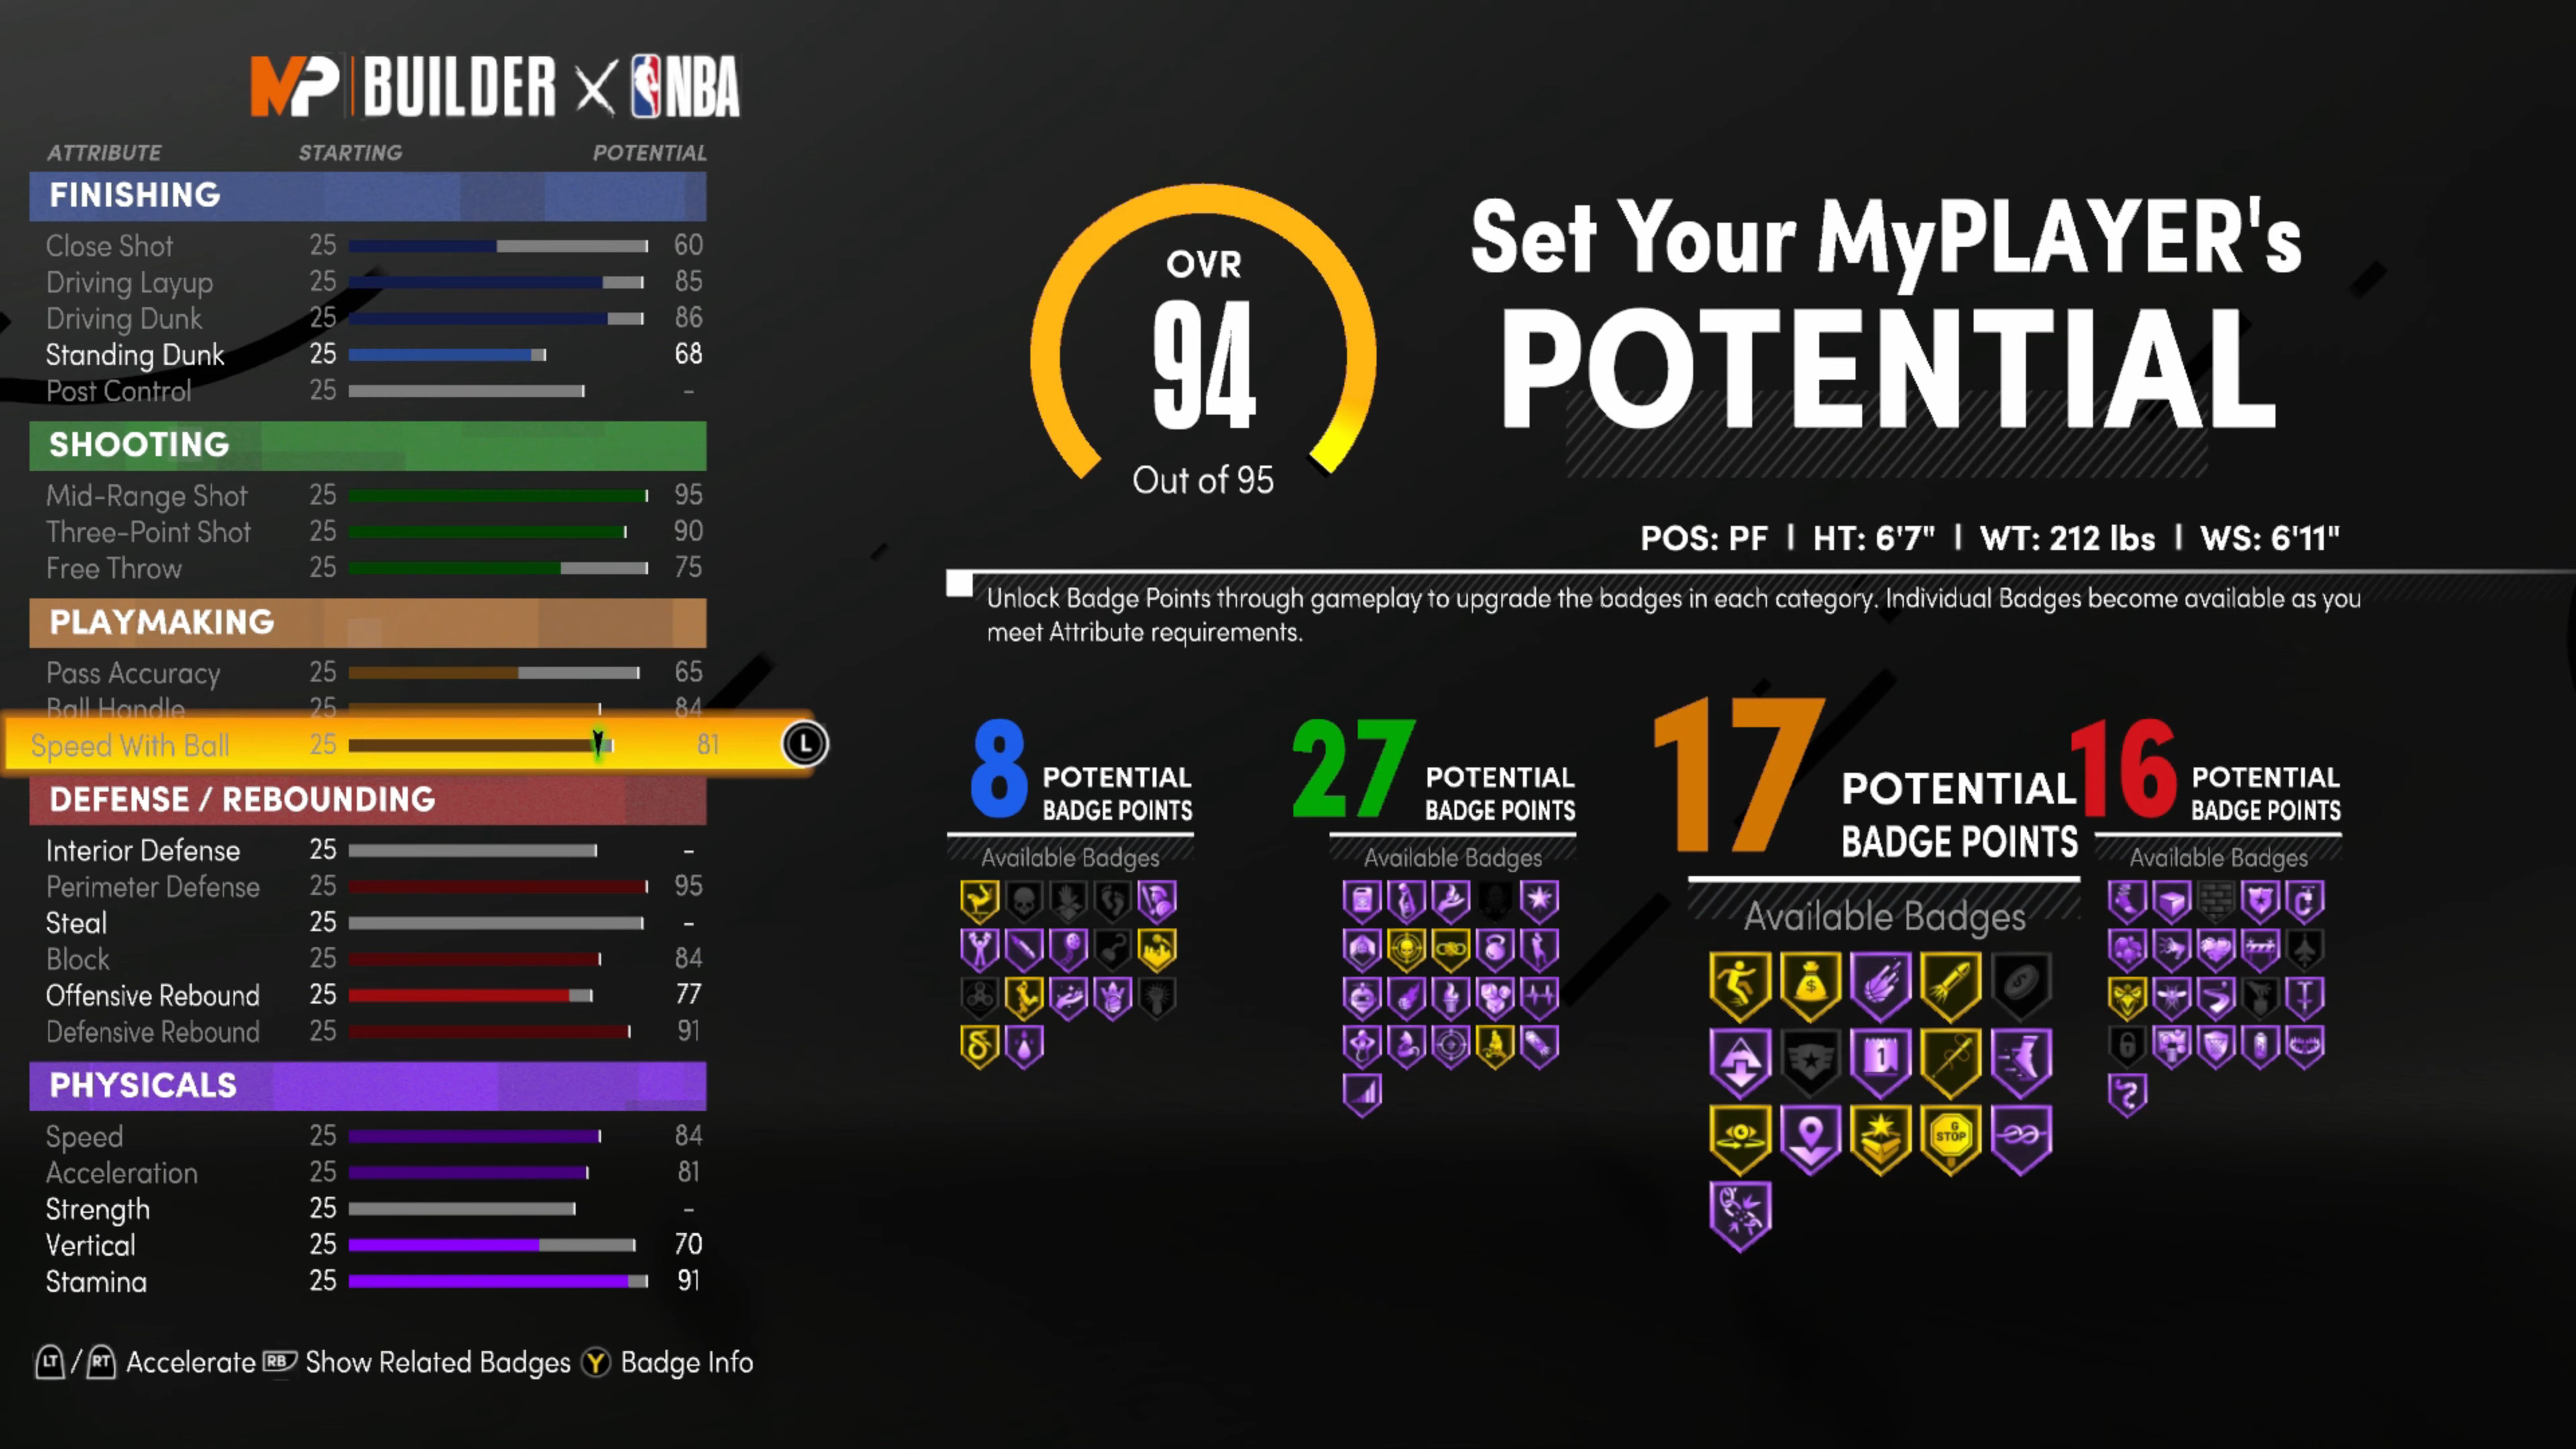 MP | BUILDER X NBA
ATTRIBUTE STARTING POTENTIAL
FINISHING
Close Shot 25 60
Driving Layup 25 85
Driving Dunk 25 86
Standing Dunk 25 68
Post Control 25 -
SHOOTING
Mid-Range Shot 25 95
Three-Point Shot 25 90
Free Throw 25 75
PLAYMAKING
Pass Accuracy 25 65
Ball Handle 25 84
Speed With Ball 25 81 L
DEFENSE / REBOUNDING
Interior Defense 25 -
Perimeter Defense 25 95
Steal 25 -
Block 25 84
Offensive Rebound 25 77
Defensive Rebound 25 91
PHYSICALS
Speed 25 84
Acceleration 25 81
Strength 25 -
Vertical 25 70
Stamina 25 91
LT / RT Accelerate RB Show Related Badges Y Badge Info
OVR
94
Out of 95
Set Your MyPLAYER's
POTENTIAL
POS: PF | HT: 6'7" | WT: 212 lbs | WS: 6'11"
Unlock Badge Points through gameplay to upgrade the badges in each category. Individual Badges become available as you
meet Attribute requirements.
8 POTENTIAL
BADGE POINTS
Available Badges
27 POTENTIAL
BADGE POINTS
Available Badges
17 POTENTIAL
BADGE POINTS
Available Badges
$
1
G
STOP
16 POTENTIAL
BADGE POINTS
Available Badges